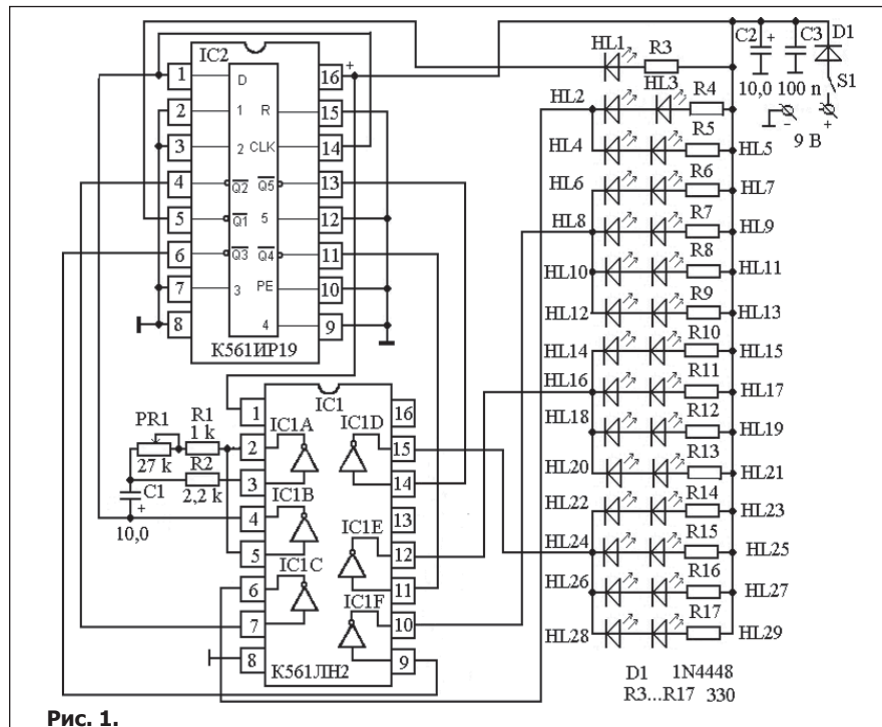 IC2
1
2
3
4
5
6
7
8
D
1
2
Q2
Q1
Q3
3
R
CLK
Q5
5
Q4
PE
4
16
+
15
14
13
12
11
10
9
К561ИР19
HL1
R3
C2
+
10,0
C3
100 n
D1
S1
-
+
9 В
HL2
HL3
R4
HL4
R5
HL5
HL6
R6
HL7
HL8
R7
HL9
HL10
R8
HL11
HL12
R9
HL13
HL14
R10
HL15
HL16
R11
HL17
HL18
R12
HL19
HL20
R13
HL21
HL22
R14
HL23
HL24
R15
HL25
HL26
R16
HL27
HL28
R17
HL29
PR1
27 k
R1
1 k
R2
2,2 k
C1
+
10,0
IC1
1
2
3
4
5
6
7
8
IC1A
IC1B
IC1C
IC1D
IC1E
IC1F
16
15
14
13
12
11
10
9
К561ЛН2
D1 1N4448
R3...R17 330
Рис. 1.